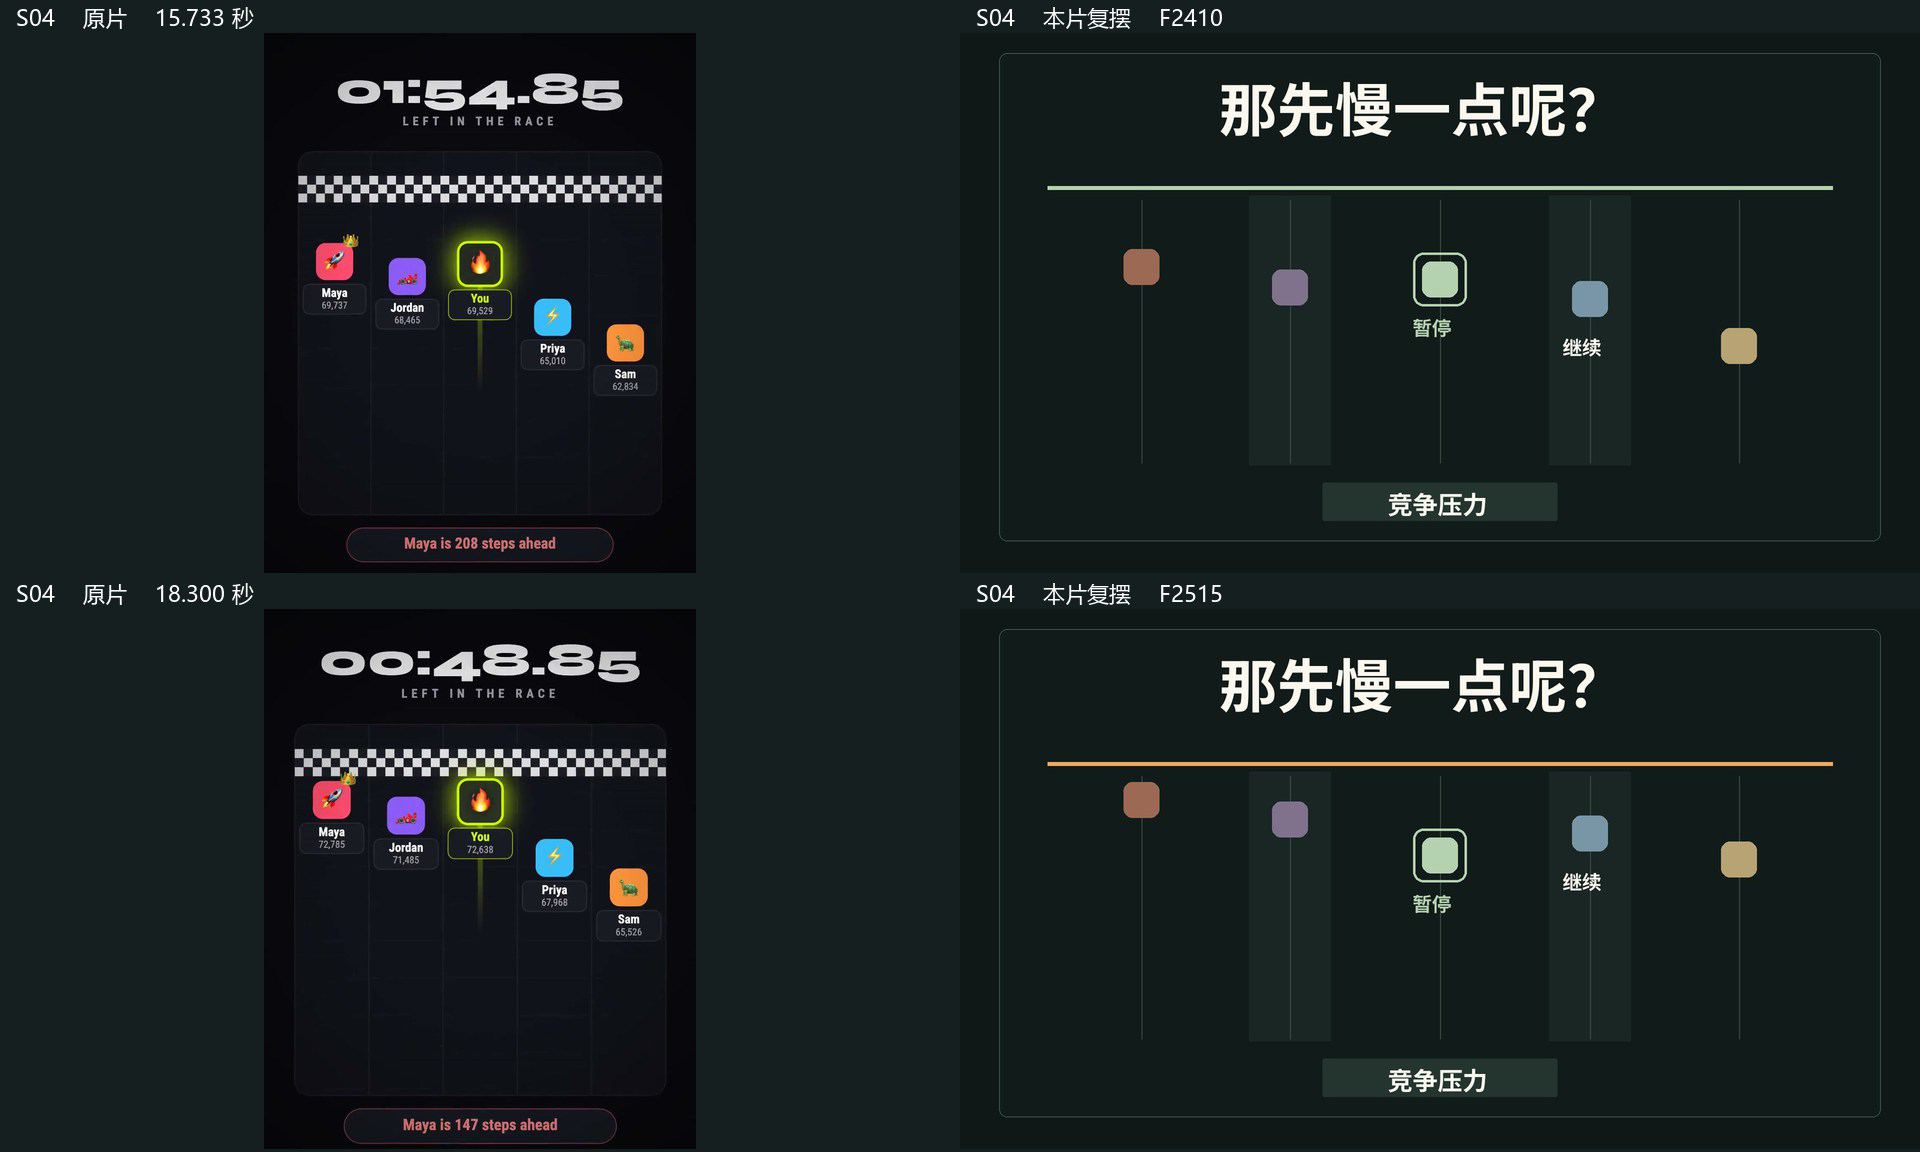 S04 原片 15.733 秒
01:54.85
LEFT IN THE RACE
Maya
69,737
Jordan
68,465
You
69,529
Priya
65,010
Sam
62,834
Maya is 208 steps ahead
S04 本片复摆 F2410
那先慢一点呢?
暂停
继续
竞争压力
S04 原片 18.300 秒
00:48.85
LEFT IN THE RACE
Maya
72,785
Jordan
71,485
You
72,638
Priya
67,968
Sam
65,526
Maya is 147 steps ahead
S04 本片复摆 F2515
那先慢一点呢?
暂停
继续
竞争压力